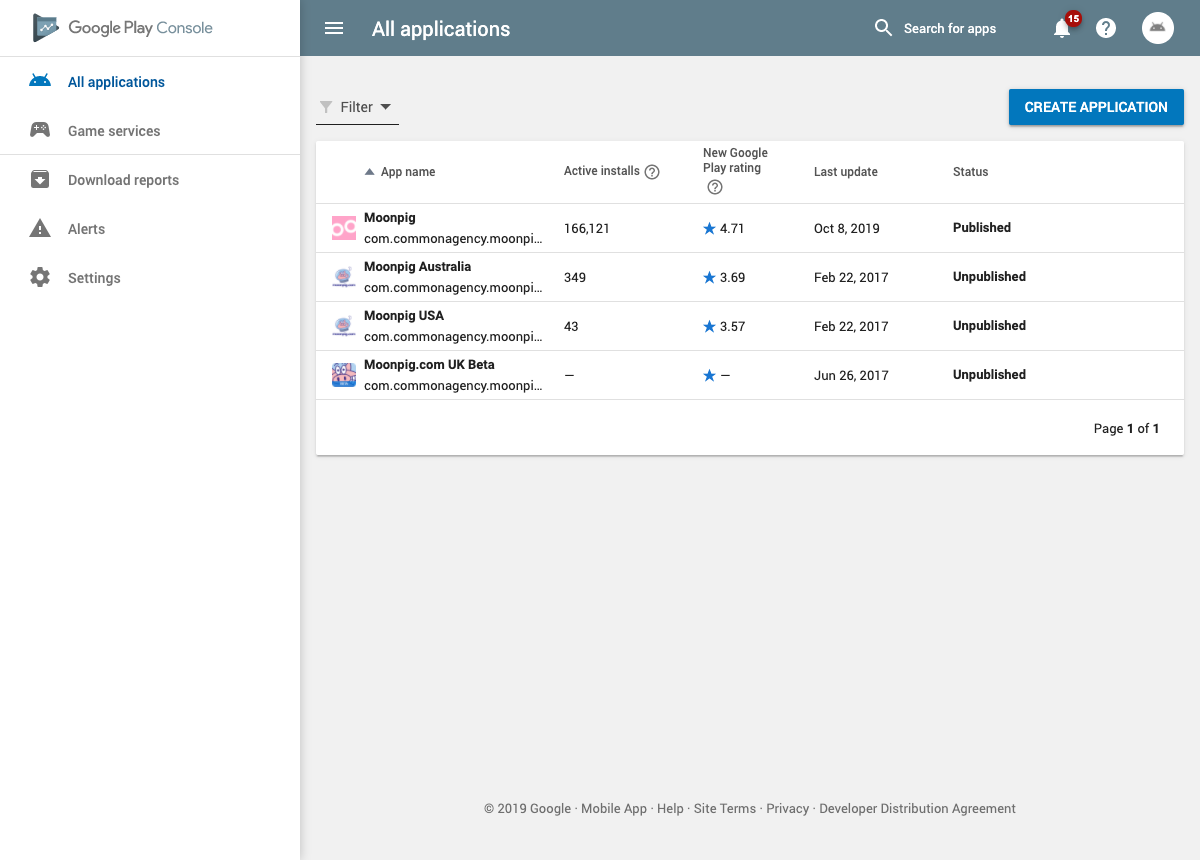 Google Play Console
All applications
Search for apps
15
All applications
Game services
Download reports
Alerts
Settings
Filter
CREATE APPLICATION
App name
Active installs
New Google
Play rating
Last update
Status
Moonpig
com.commonagency.moonpi...
166,121
4.71
Oct 8, 2019
Published
Moonpig Australia
com.commonagency.moonpi...
349
3.69
Feb 22, 2017
Unpublished
Moonpig USA
com.commonagency.moonpi...
43
3.57
Feb 22, 2017
Unpublished
Moonpig.com UK Beta
com.commonagency.moonpi...
—
—
Jun 26, 2017
Unpublished
Page 1 of 1
© 2019 Google · Mobile App · Help · Site Terms · Privacy · Developer Distribution Agreement